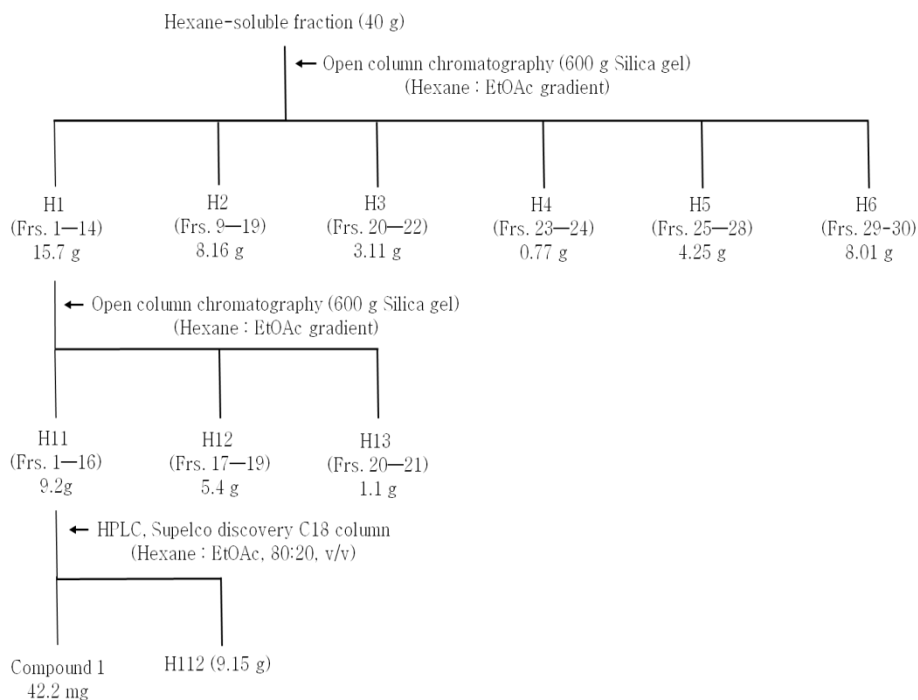 Hexane-soluble fraction (40 g)
← Open column chromatography (600 g Silica gel)
(Hexane : EtOAc gradient)
H1
(Frs. 1—14)
15.7 g
H2
(Frs. 9—19)
8.16 g
H3
(Frs. 20—22)
3.11 g
H4
(Frs. 23—24)
0.77 g
H5
(Frs. 25—28)
4.25 g
H6
(Frs. 29-30)
8.01 g
← Open column chromatography (600 g Silica gel)
(Hexane : EtOAc gradient)
H11
(Frs. 1—16)
9.2g
H12
(Frs. 17—19)
5.4 g
H13
(Frs. 20—21)
1.1 g
← HPLC, Supelco discovery C18 column
(Hexane : EtOAc, 80:20, v/v)
Compound 1
42.2 mg
H112 (9.15 g)